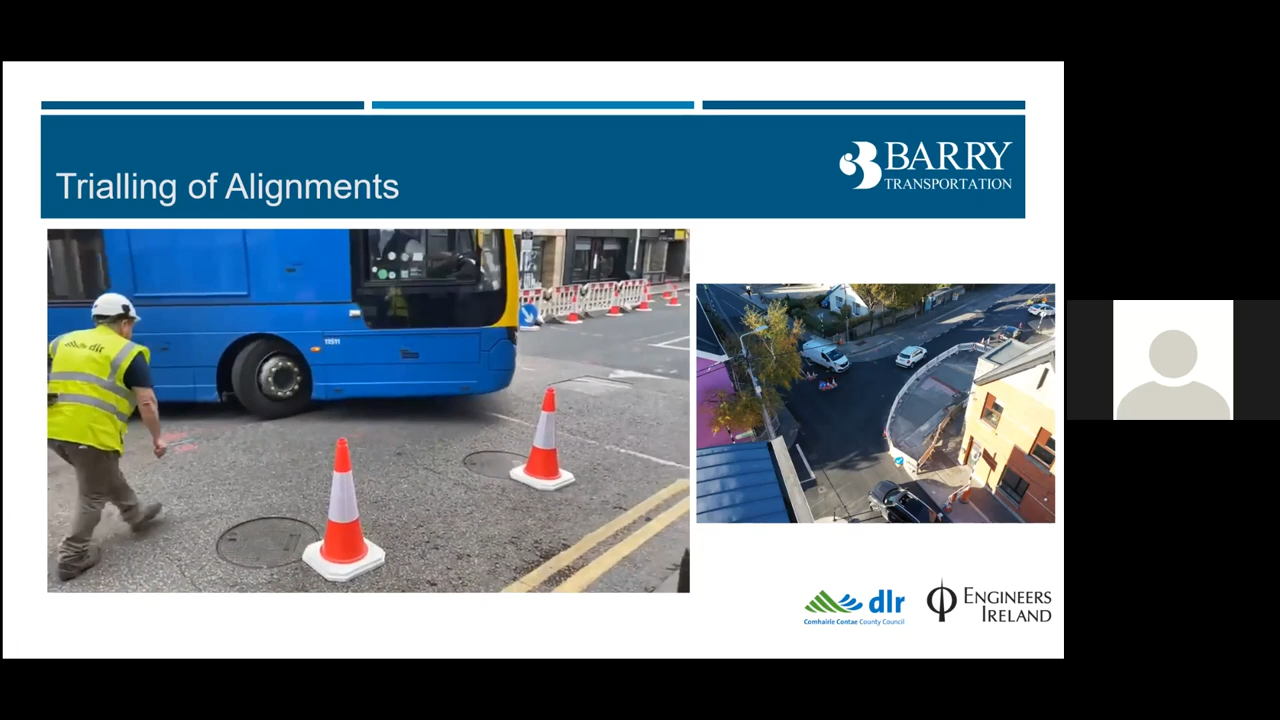 Trialling of Alignments
BARRY
TRANSPORTATION
dlr
11511
dlr
Comhairle Contae County Council
ENGINEERS
IRELAND